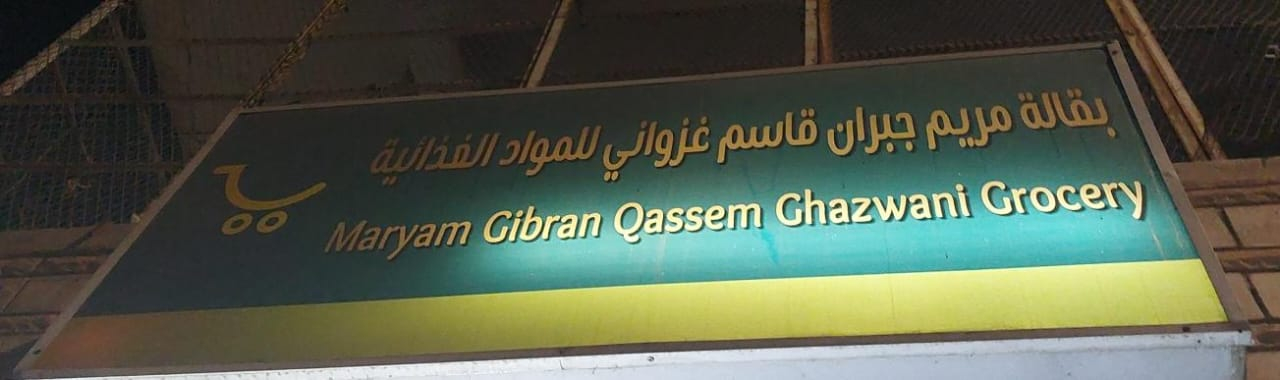 بقالة مريم جبران قاسم غزواني للمواد الغذائية
Maryam Gibran Qassem Ghazwani Grocery